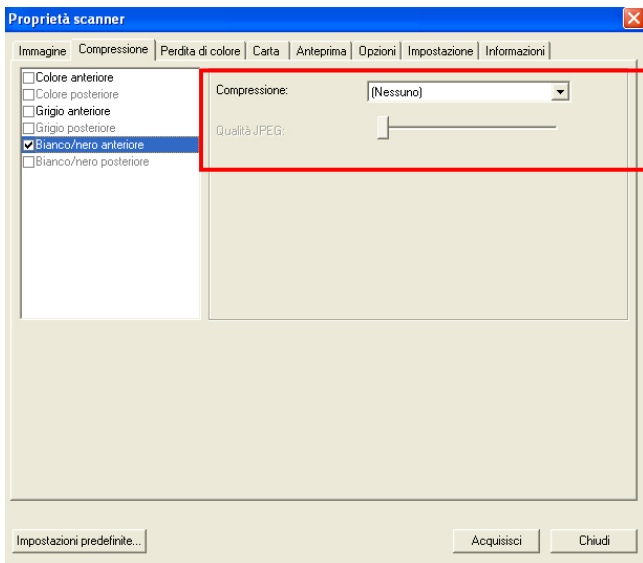 Proprietà scanner
Immagine Compressione Perdita di colore Carta Anteprima Opzioni Impostazione Informazioni
Colore anteriore
Colore posteriore
Grigio anteriore
Grigio posteriore
Bianco/nero anteriore
Bianco/nero posteriore
Compressione: (Nessuno)
Qualità JPEG:
Impostazioni predefinite... Acquisisci Chiudi